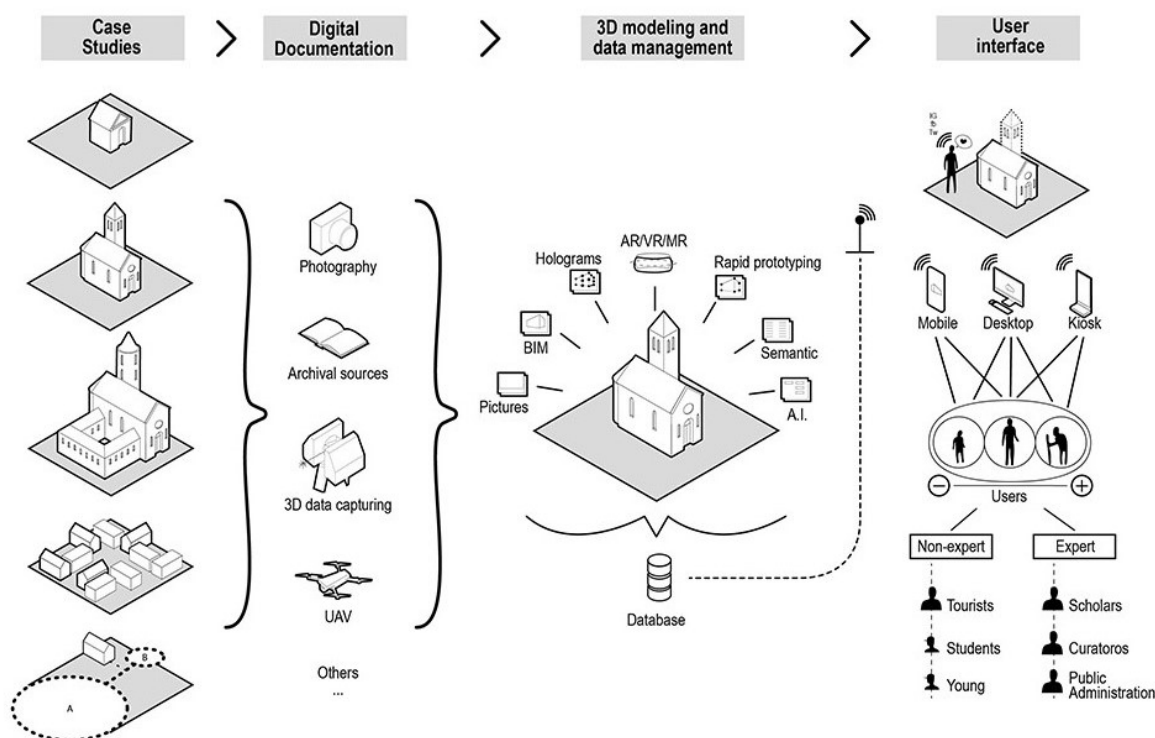 Case
Studies
>
Digital
Documentation
>
3D modeling and
data management
>
User
interface
IG
fb
Tw
Photography
Archival sources
3D data capturing
UAV
Others
...
AR/VR/MR
Holograms
Rapid prototyping
BIM
Semantic
Pictures
A.I.
Database
Mobile
Desktop
Kiosk
Users
Non-expert
Expert
Tourists
Scholars
Students
Curatoros
Young
Public
Administration
B
A